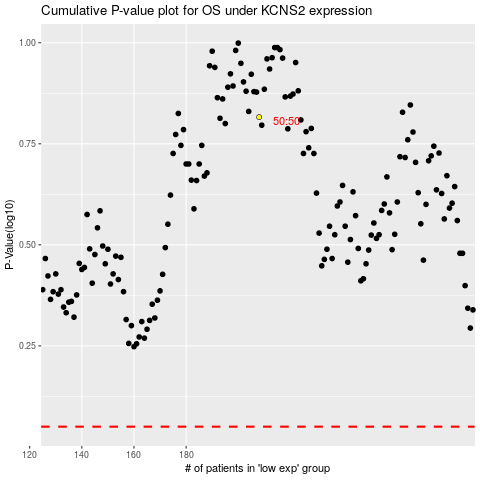 Cumulative P-value plot for OS under KCNS2 expression
P-Value(log10)
1.00
0.75
0.50
0.25
50:50
120 140 160 180
# of patients in 'low exp' group